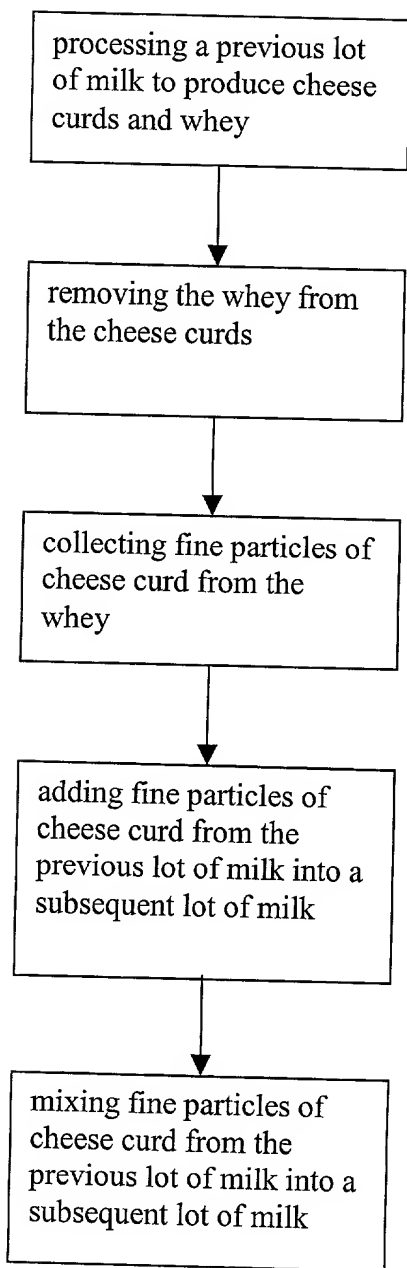 processing a previous lot
of milk to produce cheese
curds and whey
removing the whey from
the cheese curds
collecting fine particles of
cheese curd from the
whey
adding fine particles of
cheese curd from the
previous lot of milk into a
subsequent lot of milk
mixing fine particles of
cheese curd from the
previous lot of milk into a
subsequent lot of milk